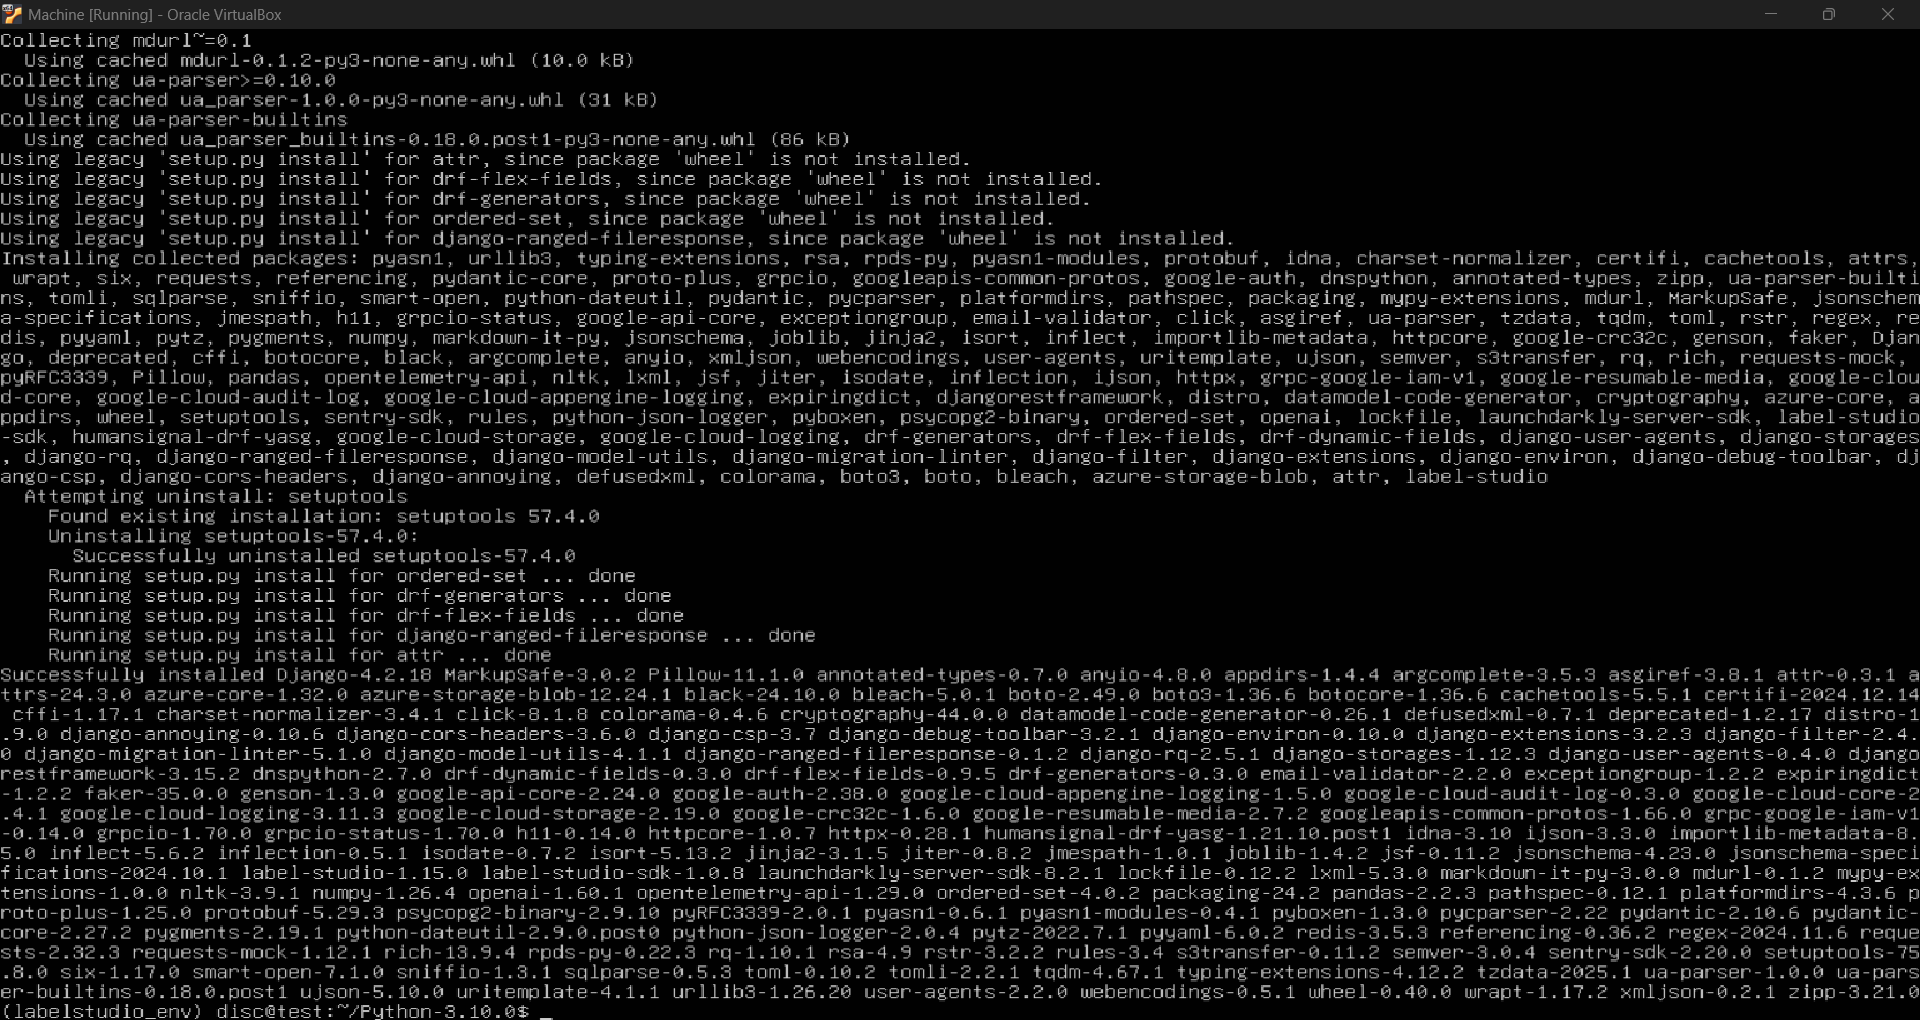 Machine [Running] - Oracle VirtualBox
Collecting mdurl~=0.1
  Using cached mdurl-0.1.2-py3-none-any.whl (10.0 kB)
Collecting ua-parser>=0.10.0
  Using cached ua_parser-1.0.0-py3-none-any.whl (31 kB)
Collecting ua-parser-builtins
  Using cached ua_parser_builtins-0.18.0.post1-py3-none-any.whl (86 kB)
Using legacy 'setup.py install' for attr, since package 'wheel' is not installed.
Using legacy 'setup.py install' for drf-flex-fields, since package 'wheel' is not installed.
Using legacy 'setup.py install' for drf-generators, since package 'wheel' is not installed.
Using legacy 'setup.py install' for ordered-set, since package 'wheel' is not installed.
Using legacy 'setup.py install' for django-ranged-fileresponse, since package 'wheel' is not installed.
Installing collected packages: pyasn1, urllib3, typing-extensions, rsa, rpds-py, pyasn1-modules, protobuf, idna, charset-normalizer, certifi, cachetools, attrs,
 wrapt, six, requests, referencing, pydantic-core, proto-plus, grpcio, googleapis-common-protos, google-auth, dnspython, annotated-types, zipp, ua-parser-builti
ns, tomli, sqlparse, sniffio, smart-open, python-dateutil, pydantic, pycparser, platformdirs, pathspec, packaging, mypy-extensions, mdurl, MarkupSafe, jsonschem
a-specifications, jmespath, h11, grpcio-status, google-api-core, exceptiongroup, email-validator, click, asgiref, ua-parser, tzdata, tqdm, toml, rstr, regex, re
dis, pyyaml, pytz, pygments, numpy, markdown-it-py, jsonschema, joblib, jinja2, isort, inflect, importlib-metadata, httpcore, google-crc32c, genson, faker, Djan
go, deprecated, cffi, botocore, black, argcomplete, anyio, xmljson, webencodings, user-agents, uritemplate, ujson, semver, s3transfer, rq, rich, requests-mock,
pyRFC3339, Pillow, pandas, opentelemetry-api, nltk, lxml, jsf, jiter, isodate, inflection, ijson, httpx, grpc-google-iam-v1, google-resumable-media, google-clou
d-core, google-cloud-audit-log, google-cloud-appengine-logging, expiringdict, djangorestframework, distro, datamodel-code-generator, cryptography, azure-core, a
ppdirs, wheel, setuptools, sentry-sdk, rules, python-json-logger, pyboxen, psycopg2-binary, ordered-set, openai, lockfile, launchdarkly-server-sdk, label-studio
-sdk, humansignal-drf-yasg, google-cloud-storage, google-cloud-logging, drf-generators, drf-flex-fields, drf-dynamic-fields, django-user-agents, django-storages
, django-rq, django-ranged-fileresponse, django-model-utils, django-migration-linter, django-filter, django-extensions, django-environ, django-debug-toolbar, dj
ango-csp, django-cors-headers, django-annoying, defusedxml, colorama, boto3, boto, bleach, azure-storage-blob, attr, label-studio
  Attempting uninstall: setuptools
    Found existing installation: setuptools 57.4.0
    Uninstalling setuptools-57.4.0:
      Successfully uninstalled setuptools-57.4.0
    Running setup.py install for ordered-set ... done
    Running setup.py install for drf-generators ... done
    Running setup.py install for drf-flex-fields ... done
    Running setup.py install for django-ranged-fileresponse ... done
    Running setup.py install for attr ... done
Successfully installed Django-4.2.18 MarkupSafe-3.0.2 Pillow-11.1.0 annotated-types-0.7.0 anyio-4.8.0 appdirs-1.4.4 argcomplete-3.5.3 asgiref-3.8.1 attr-0.3.1 a
ttrs-24.3.0 azure-core-1.32.0 azure-storage-blob-12.24.1 black-24.10.0 bleach-5.0.1 boto-2.49.0 boto3-1.36.6 botocore-1.36.6 cachetools-5.5.1 certifi-2024.12.14
 cffi-1.17.1 charset-normalizer-3.4.1 click-8.1.8 colorama-0.4.6 cryptography-44.0.0 datamodel-code-generator-0.26.1 defusedxml-0.7.1 deprecated-1.2.17 distro-1
.9.0 django-annoying-0.10.6 django-cors-headers-3.6.0 django-csp-3.7 django-debug-toolbar-3.2.1 django-environ-0.10.0 django-extensions-3.2.3 django-filter-2.4.
0 django-migration-linter-5.1.0 django-model-utils-4.1.1 django-ranged-fileresponse-0.1.2 django-rq-2.5.1 django-storages-1.12.3 django-user-agents-0.4.0 django
restframework-3.15.2 dnspython-2.7.0 drf-dynamic-fields-0.3.0 drf-flex-fields-0.9.5 drf-generators-0.3.0 email-validator-2.2.0 exceptiongroup-1.2.2 expiringdict
-1.2.2 faker-35.0.0 genson-1.3.0 google-api-core-2.24.0 google-auth-2.38.0 google-cloud-appengine-logging-1.5.0 google-cloud-audit-log-0.3.0 google-cloud-core-2
.4.1 google-cloud-logging-3.11.3 google-cloud-storage-2.19.0 google-crc32c-1.6.0 google-resumable-media-2.7.2 googleapis-common-protos-1.66.0 grpc-google-iam-v1
-0.14.0 grpcio-1.70.0 grpcio-status-1.70.0 h11-0.14.0 httpcore-1.0.7 httpx-0.28.1 humansignal-drf-yasg-1.21.10.post1 idna-3.10 ijson-3.3.0 importlib-metadata-8.
5.0 inflect-5.6.2 inflection-0.5.1 isodate-0.7.2 isort-5.13.2 jinja2-3.1.5 jiter-0.8.2 jmespath-1.0.1 joblib-1.4.2 jsf-0.11.2 jsonschema-4.23.0 jsonschema-speci
fications-2024.10.1 label-studio-1.15.0 label-studio-sdk-1.0.8 launchdarkly-server-sdk-8.2.1 lockfile-0.12.2 lxml-5.3.0 markdown-it-py-3.0.0 mdurl-0.1.2 mypy-ex
tensions-1.0.0 nltk-3.9.1 numpy-1.26.4 openai-1.60.1 opentelemetry-api-1.29.0 ordered-set-4.0.2 packaging-24.2 pandas-2.2.3 pathspec-0.12.1 platformdirs-4.3.6 p
roto-plus-1.25.0 protobuf-5.29.3 psycopg2-binary-2.9.10 pyRFC3339-2.0.1 pyasn1-0.6.1 pyasn1-modules-0.4.1 pyboxen-1.3.0 pycparser-2.22 pydantic-2.10.6 pydantic-
core-2.27.2 pygments-2.19.1 python-dateutil-2.9.0.post0 python-json-logger-2.0.4 pytz-2022.7.1 pyyaml-6.0.2 redis-3.5.3 referencing-0.36.2 regex-2024.11.6 reque
sts-2.32.3 requests-mock-1.12.1 rich-13.9.4 rpds-py-0.22.3 rq-1.10.1 rsa-4.9 rstr-3.2.2 rules-3.4 s3transfer-0.11.2 semver-3.0.4 sentry-sdk-2.20.0 setuptools-75
.8.0 six-1.17.0 smart-open-7.1.0 sniffio-1.3.1 sqlparse-0.5.3 toml-0.10.2 tomli-2.2.1 tqdm-4.67.1 typing-extensions-4.12.2 tzdata-2025.1 ua-parser-1.0.0 ua-pars
er-builtins-0.18.0.post1 ujson-5.10.0 uritemplate-4.1.1 urllib3-1.26.20 user-agents-2.2.0 webencodings-0.5.1 wheel-0.40.0 wrapt-1.17.2 xmljson-0.2.1 zipp-3.21.0
(labelstudio_env) disc@test:~/Python-3.10.0$ _